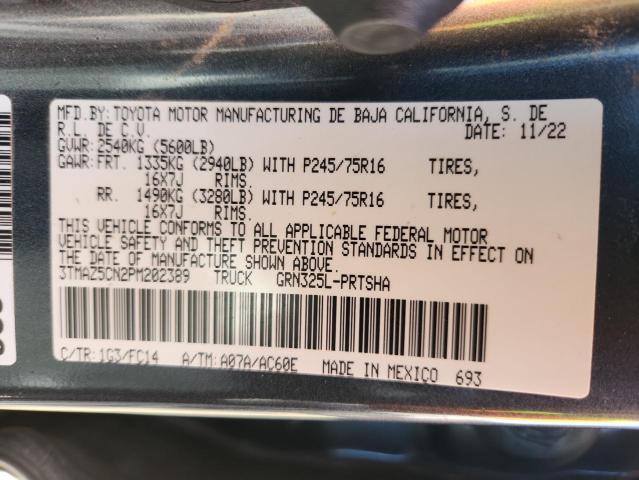 MFD.BY: TOYOTA MOTOR MANUFACTURING DE BAJA CALIFORNIA, S. DE
R.L. DE C.V. DATE: 11/22
GVWR: 2540KG (5600LB)
GAWR: FRT. 1335KG (2940LB) WITH P245/75R16 TIRES,
16X7J RIMS.
RR. 1490KG (3280LB) WITH P245/75R16 TIRES,
16X7J RIMS.
THIS VEHICLE CONFORMS TO ALL APPLICABLE FEDERAL MOTOR
VEHICLE SAFETY AND THEFT PREVENTION STANDARDS IN EFFECT ON
THE DATE OF MANUFACTURE SHOWN ABOVE.
3TMAZ5CN2PM202389 TRUCK GRN325L-PRTSHA
C/TR: 1G3/FC14 A/TM: A07A/AC60E MADE IN MEXICO 693